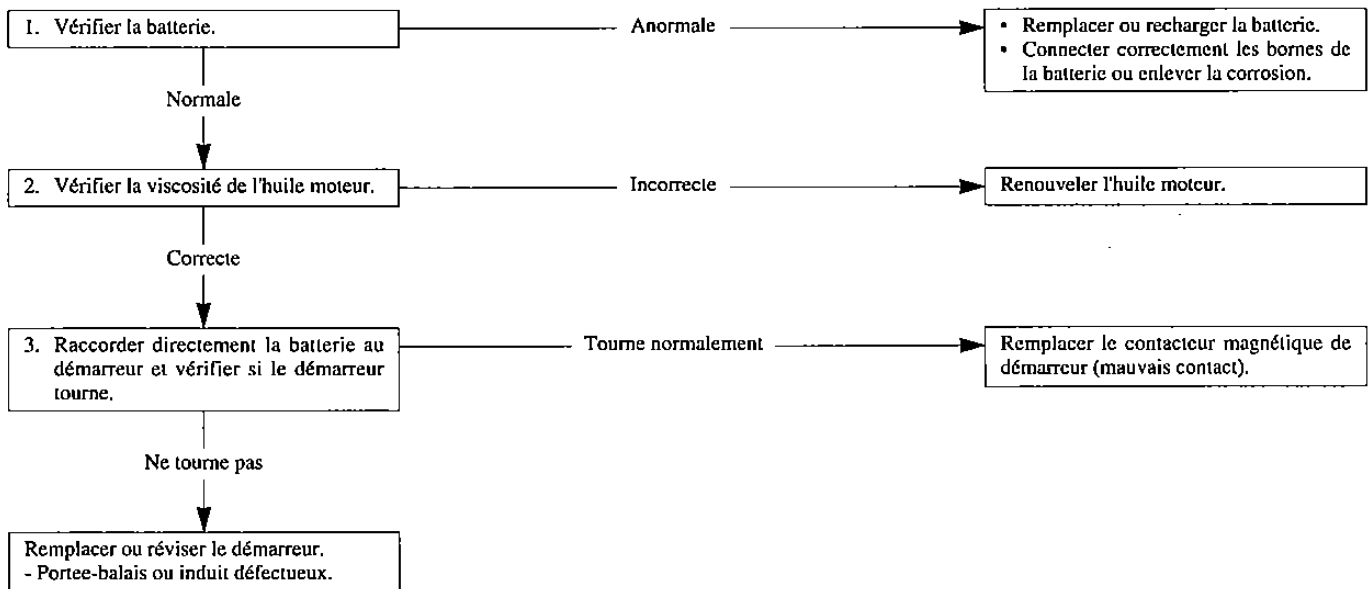 1. Vérifier la batterie.
Anormale
• Remplacer ou recharger la batterie.
• Connecter correctement les bornes de
la batterie ou enlever la corrosion.
Normale
2. Vérifier la viscosité de l'huile moteur.
Incorrecte
Renouveler l'huile moteur.
Correcte
3. Raccorder directement la batterie au
démarreur et vérifier si le démarreur
tourne.
Tourne normalement
Remplacer le contacteur magnétique de
démarreur (mauvais contact).
Ne tourne pas
Remplacer ou réviser le démarreur.
- Portee-balais ou induit défectueux.